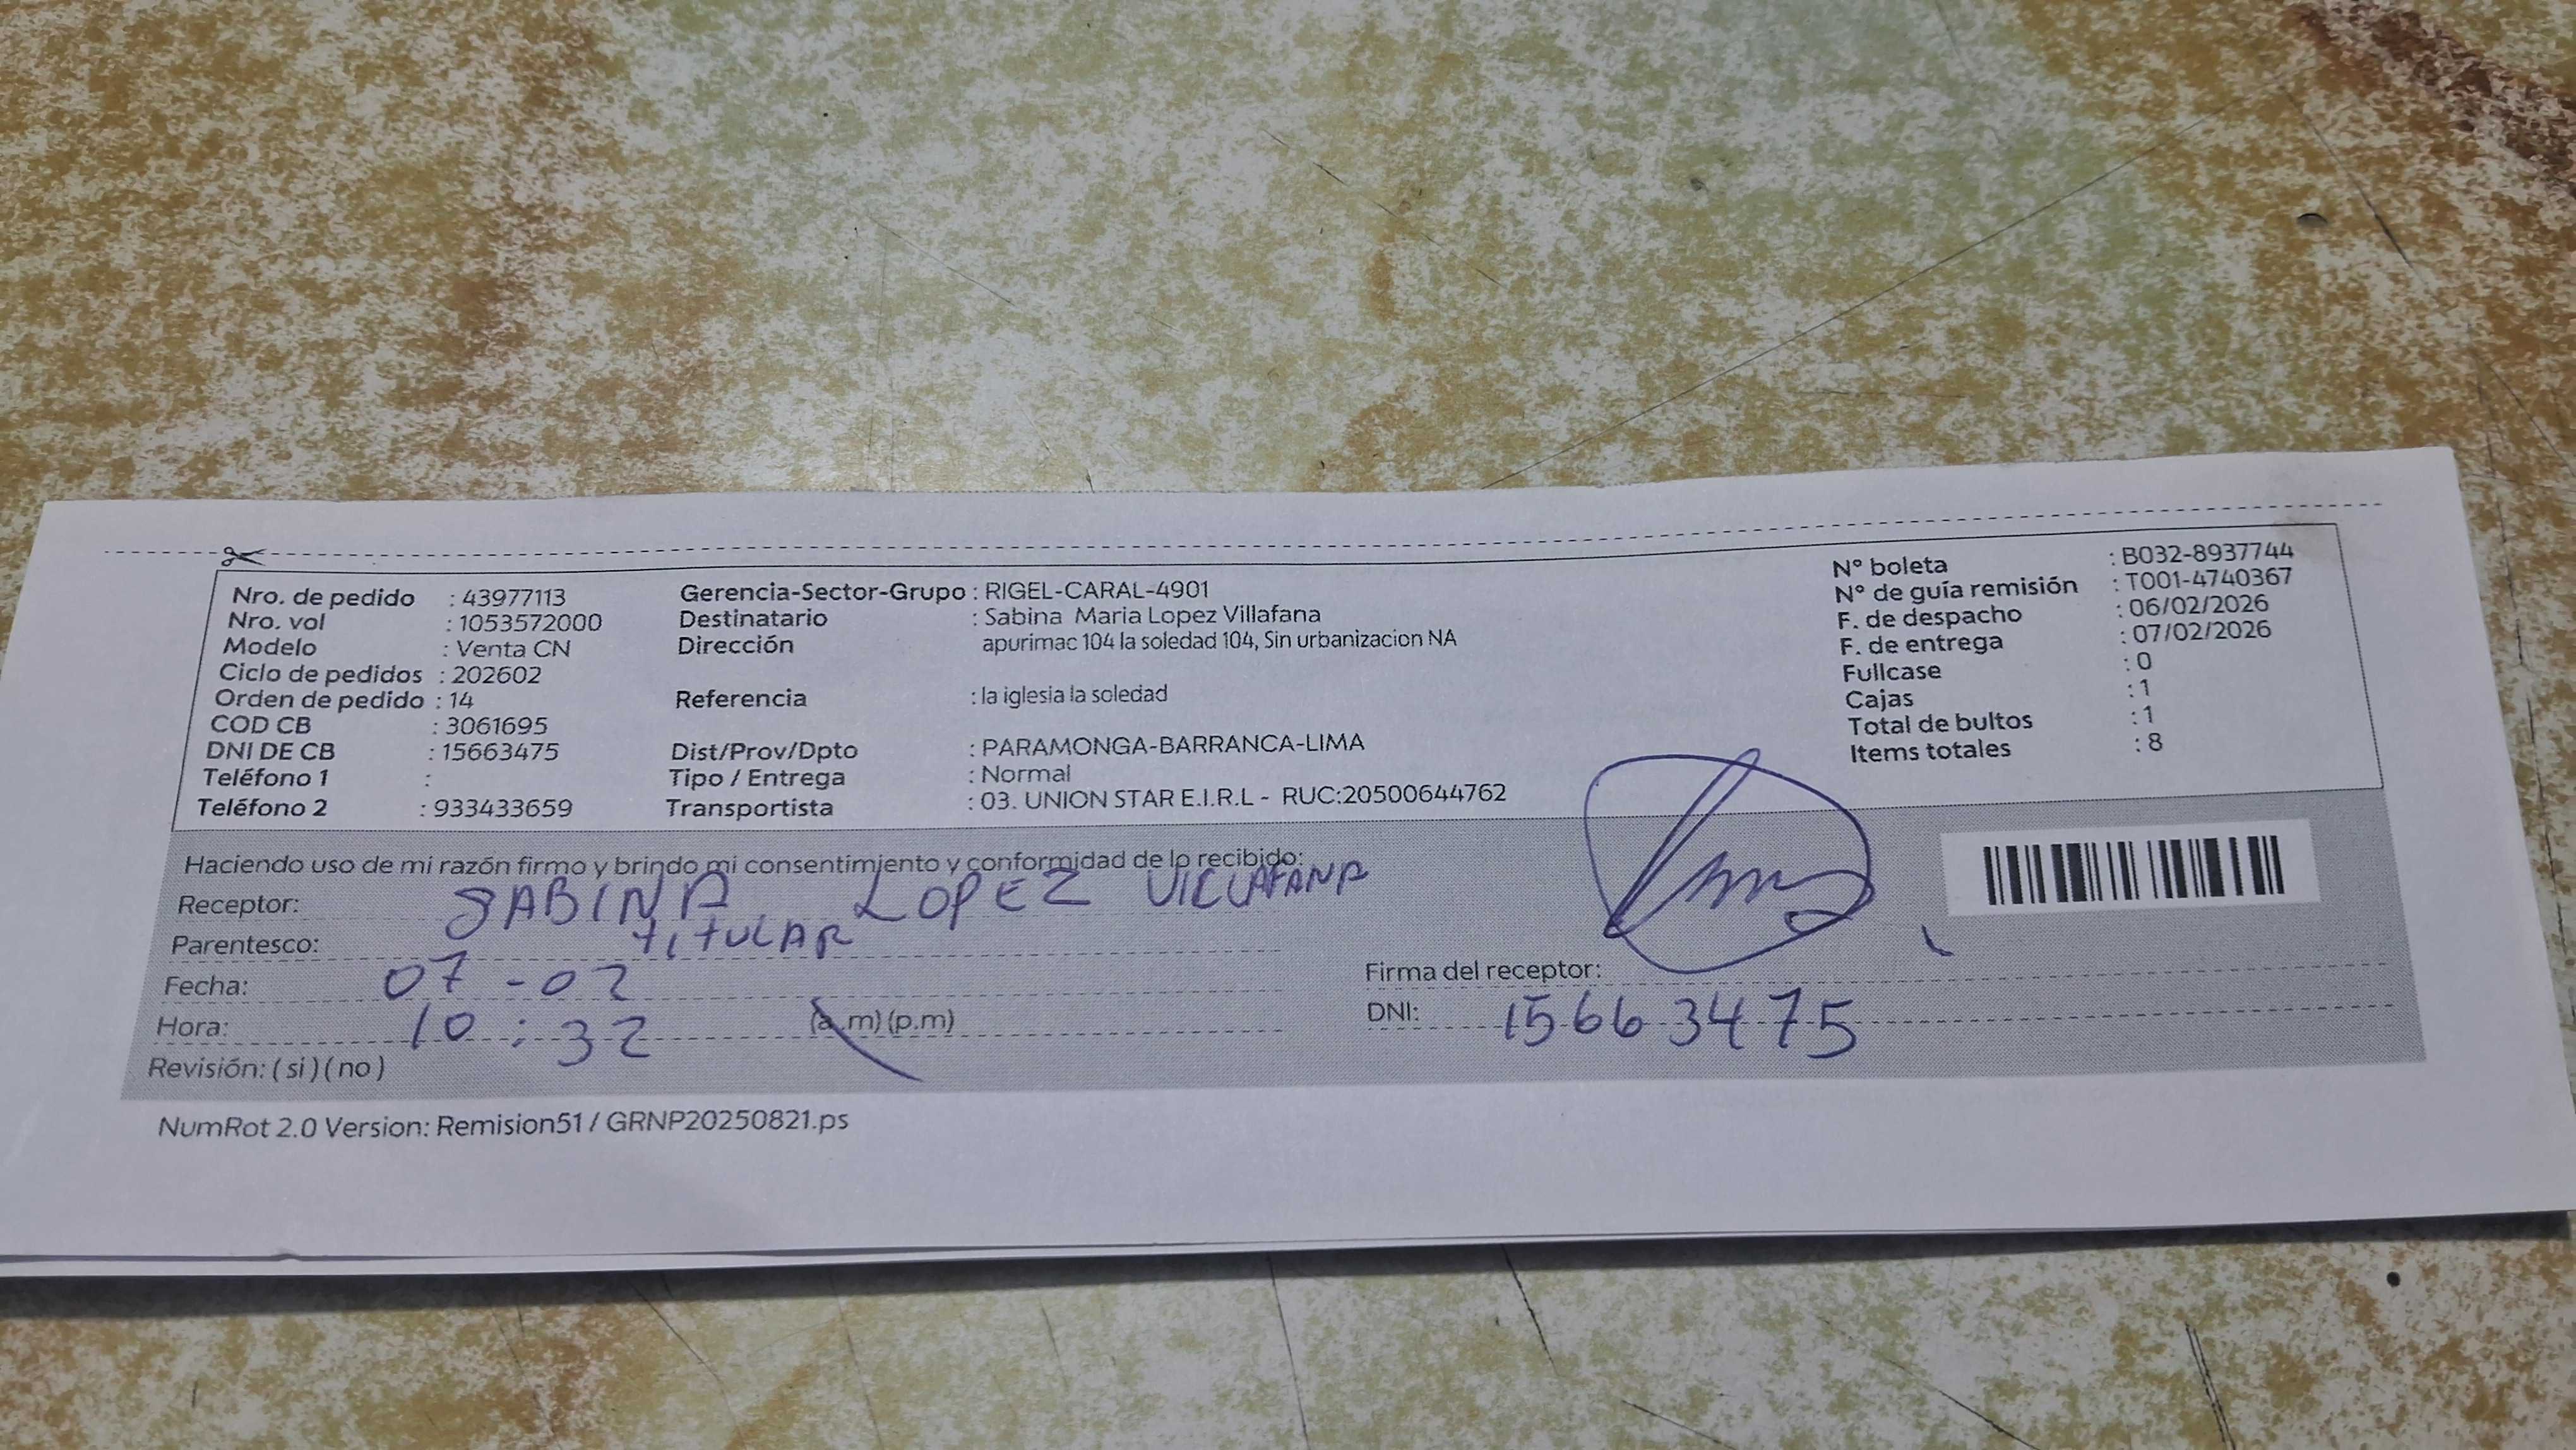 Nro. de pedido : 43977113
Nro. vol : 1053572000
Modelo : Venta CN
Ciclo de pedidos : 202602
Orden de pedido : 14
COD CB : 3061695
DNI DE CB : 15663475
Teléfono 1 :
Teléfono 2 : 933433659
Gerencia-Sector-Grupo : RIGEL-CARAL-4901
Destinatario : Sabina Maria Lopez Villafana
Dirección apurimac 104 la soledad 104, Sin urbanizacion NA
Referencia : la iglesia la soledad
Dist/Prov/Dpto : PARAMONGA-BARRANCA-LIMA
Tipo / Entrega : Normal
Transportista : 03. UNION STAR E.I.R.L - RUC:20500644762
N° boleta : B032-8937744
N° de guía remisión : T001-4740367
F. de despacho : 06/02/2026
F. de entrega : 07/02/2026
Fullcase : 0
Cajas : 1
Total de bultos : 1
Items totales : 8
Haciendo uso de mi razón firmo y brindo mi consentimiento y conformidad de lo recibido:
Receptor: SABINA LOPEZ VILLAFANA
Parentesco: TITULAR
Fecha: 07-02
Hora: 10:32 (a.m) (p.m)
Revisión: ( si ) ( no )
Firma del receptor:
DNI: 15663475
NumRot 2.0 Version: Remision51 / GRNP20250821.ps